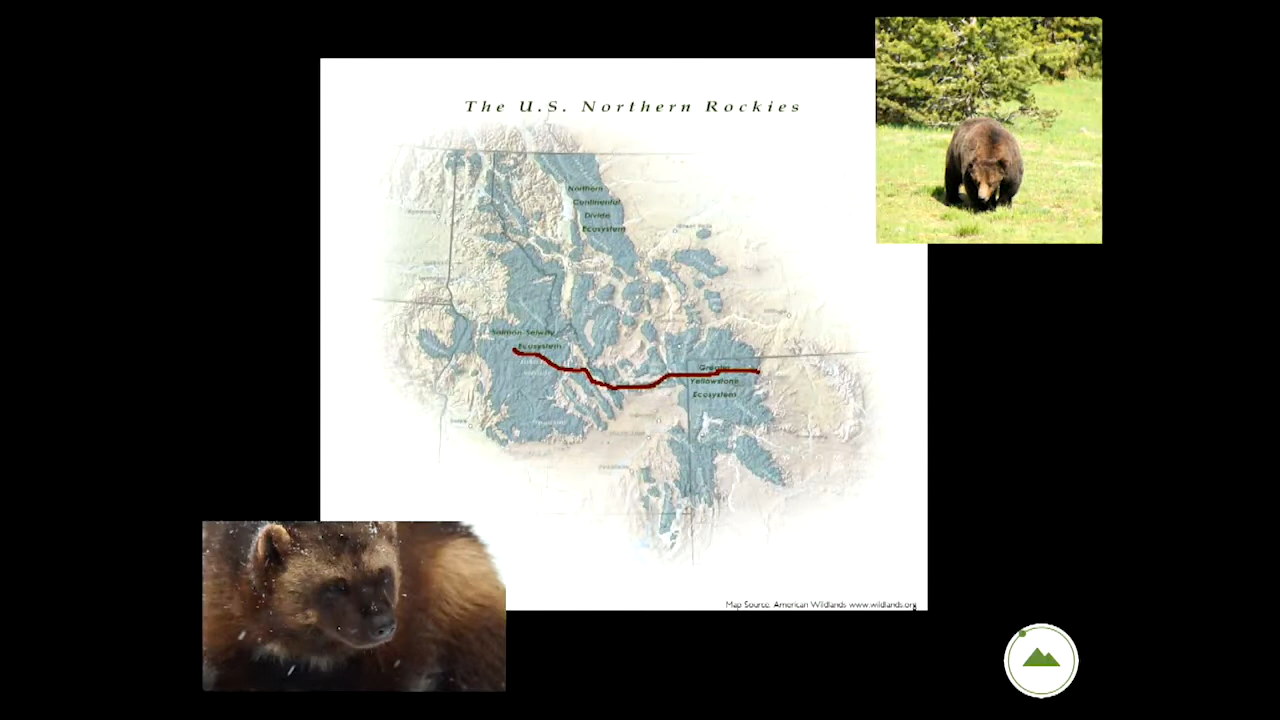 The U.S. Northern Rockies
Northern
Continental
Divide
Ecosystem
Salmon Selway
Ecosystem
Greater
Yellowstone
Ecosystem
Map Source: American Wildlands www.wildlands.org